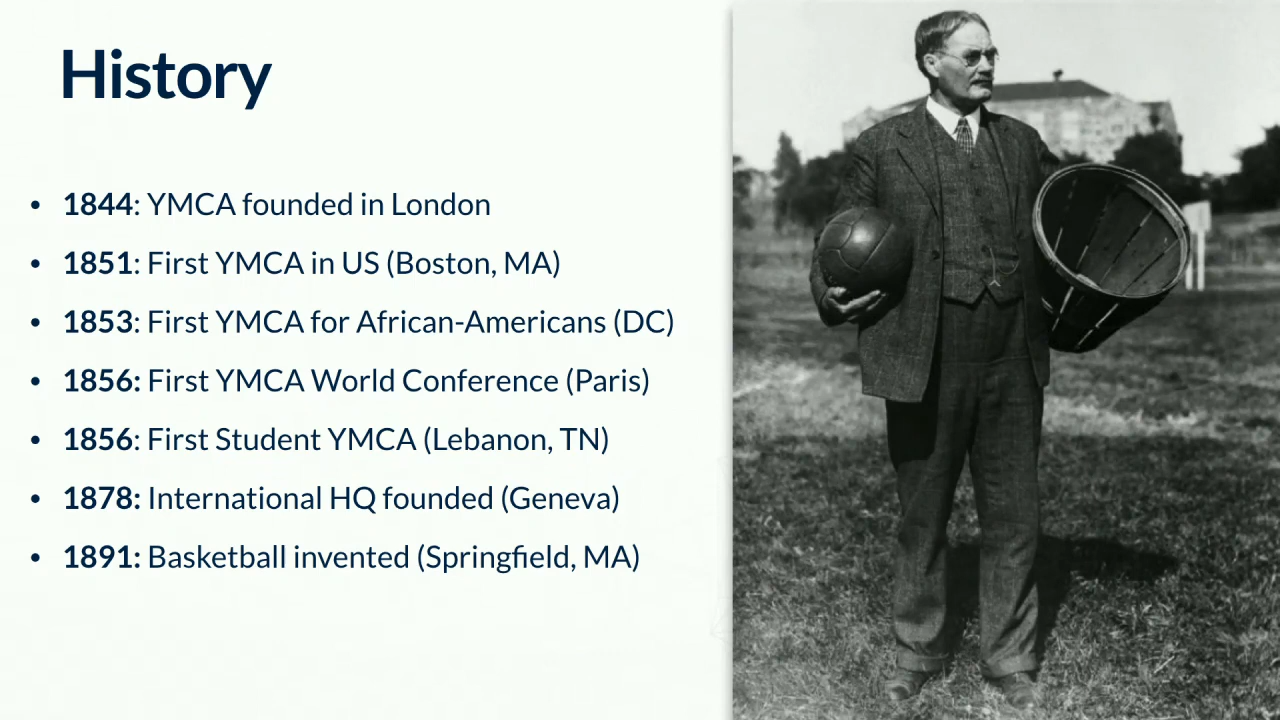 History
• 1844: YMCA founded in London
• 1851: First YMCA in US (Boston, MA)
• 1853: First YMCA for African-Americans (DC)
• 1856: First YMCA World Conference (Paris)
• 1856: First Student YMCA (Lebanon, TN)
• 1878: International HQ founded (Geneva)
• 1891: Basketball invented (Springfield, MA)